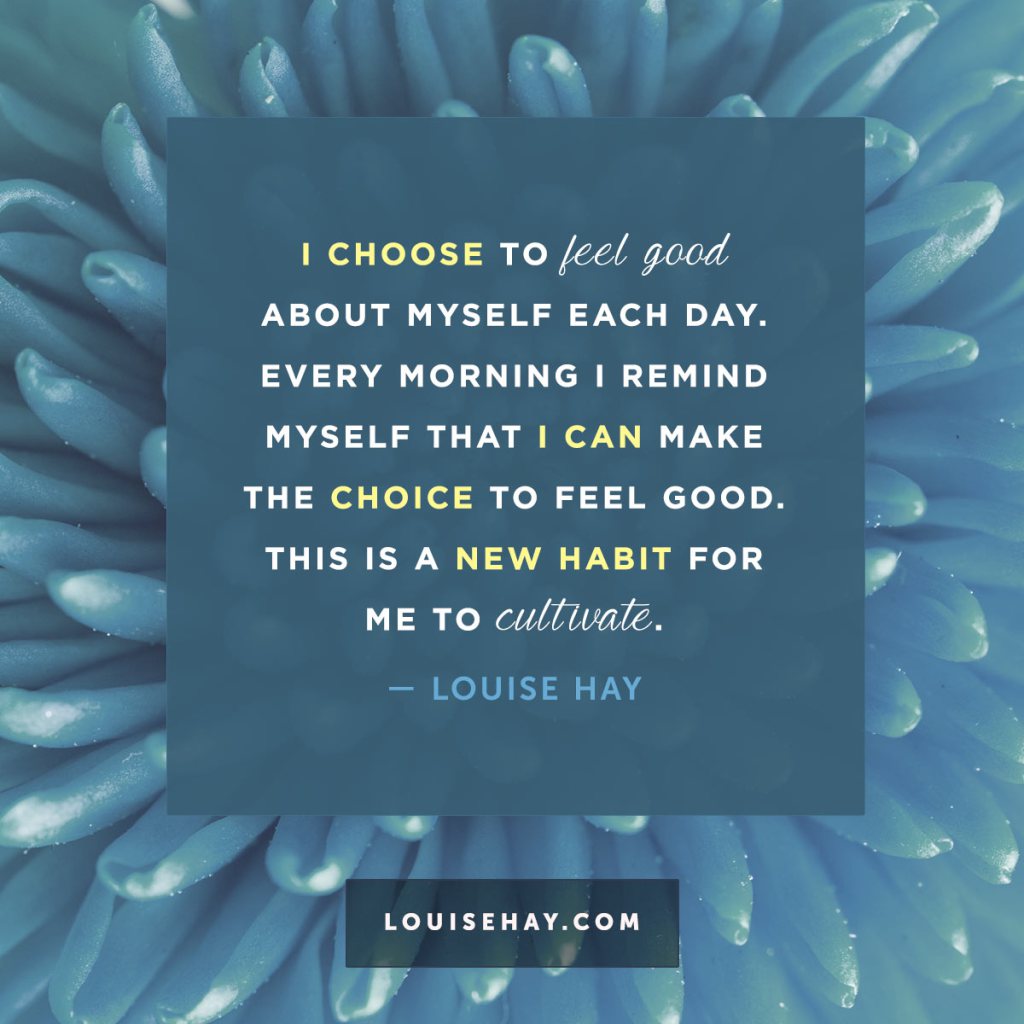 I CHOOSE TO feel good
ABOUT MYSELF EACH DAY.
EVERY MORNING I REMIND
MYSELF THAT I CAN MAKE
THE CHOICE TO FEEL GOOD.
THIS IS A NEW HABIT FOR
ME TO cultivate.
— LOUISE HAY
LOUISEHAY.COM